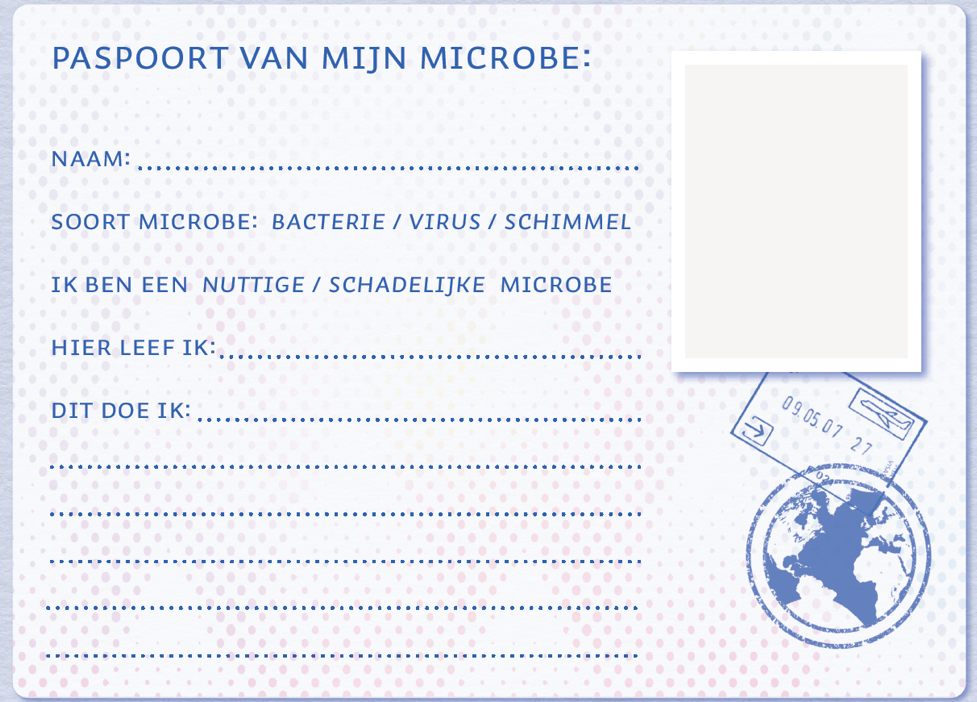 PASPOORT VAN MIJN MICROBE:
NAAM:
SOORT MICROBE: BACTERIE / VIRUS / SCHIMMEL
IK BEN EEN NUTTIGE / SCHADELIJKE MICROBE
HIER LEEF IK:
DIT DOE IK:
09.05.07 27